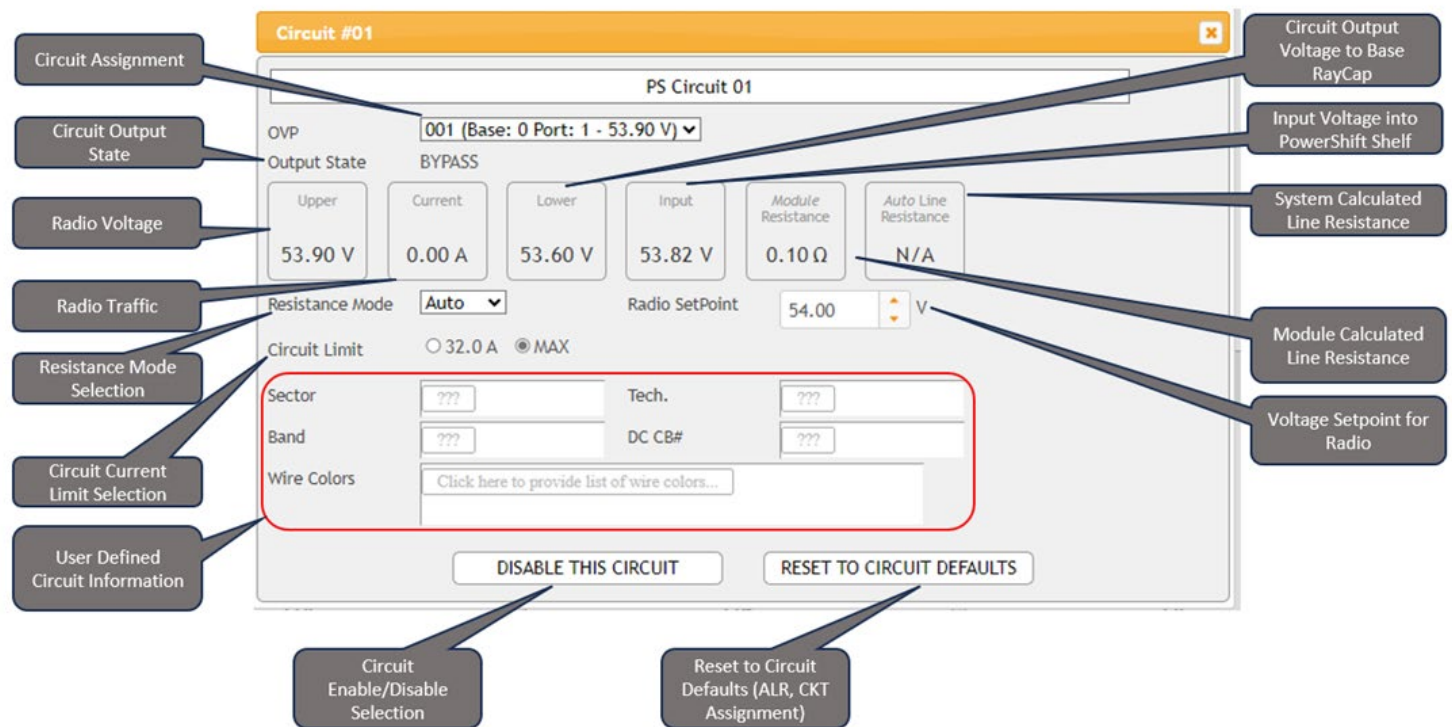 Circuit #01
Circuit Assignment
Circuit Output
State
Radio Voltage
Radio Traffic
Resistance Mode
Selection
Circuit Current
Limit Selection
User Defined
Circuit Information
PS Circuit 01
OVP
001 (Base: 0 Port: 1 - 53.90 V)
Output State
BYPASS
Upper
53.90 V
Current
0.00 A
Lower
53.60 V
Input
53.82 V
Module
Resistance
0.10 Ω
Auto Line
Resistance
N/A
Resistance Mode
Auto
Radio SetPoint
54.00
V
Circuit Limit
32.0 A
MAX
Sector
???
Tech.
???
Band
???
DC CB#
???
Wire Colors
Click here to provide list of wire colors...
DISABLE THIS CIRCUIT
RESET TO CIRCUIT DEFAULTS
Circuit Output
Voltage to Base
RayCap
Input Voltage into
PowerShift Shelf
System Calculated
Line Resistance
Module Calculated
Line Resistance
Voltage Setpoint for
Radio
Circuit
Enable/Disable
Selection
Reset to Circuit
Defaults (ALR, CKT
Assignment)